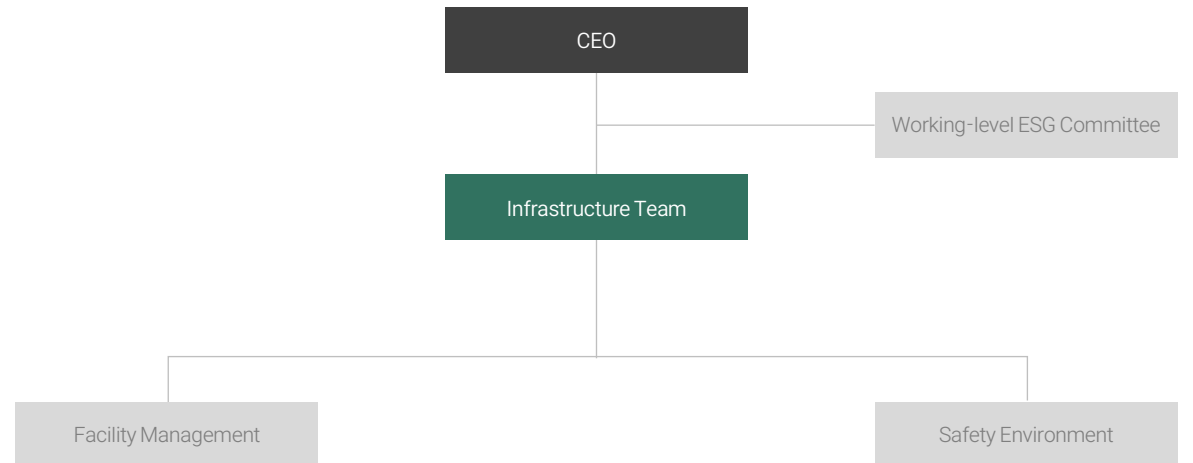 CEO
Working-level ESG Committee
Infrastructure Team
Facility Management
Safety Environment